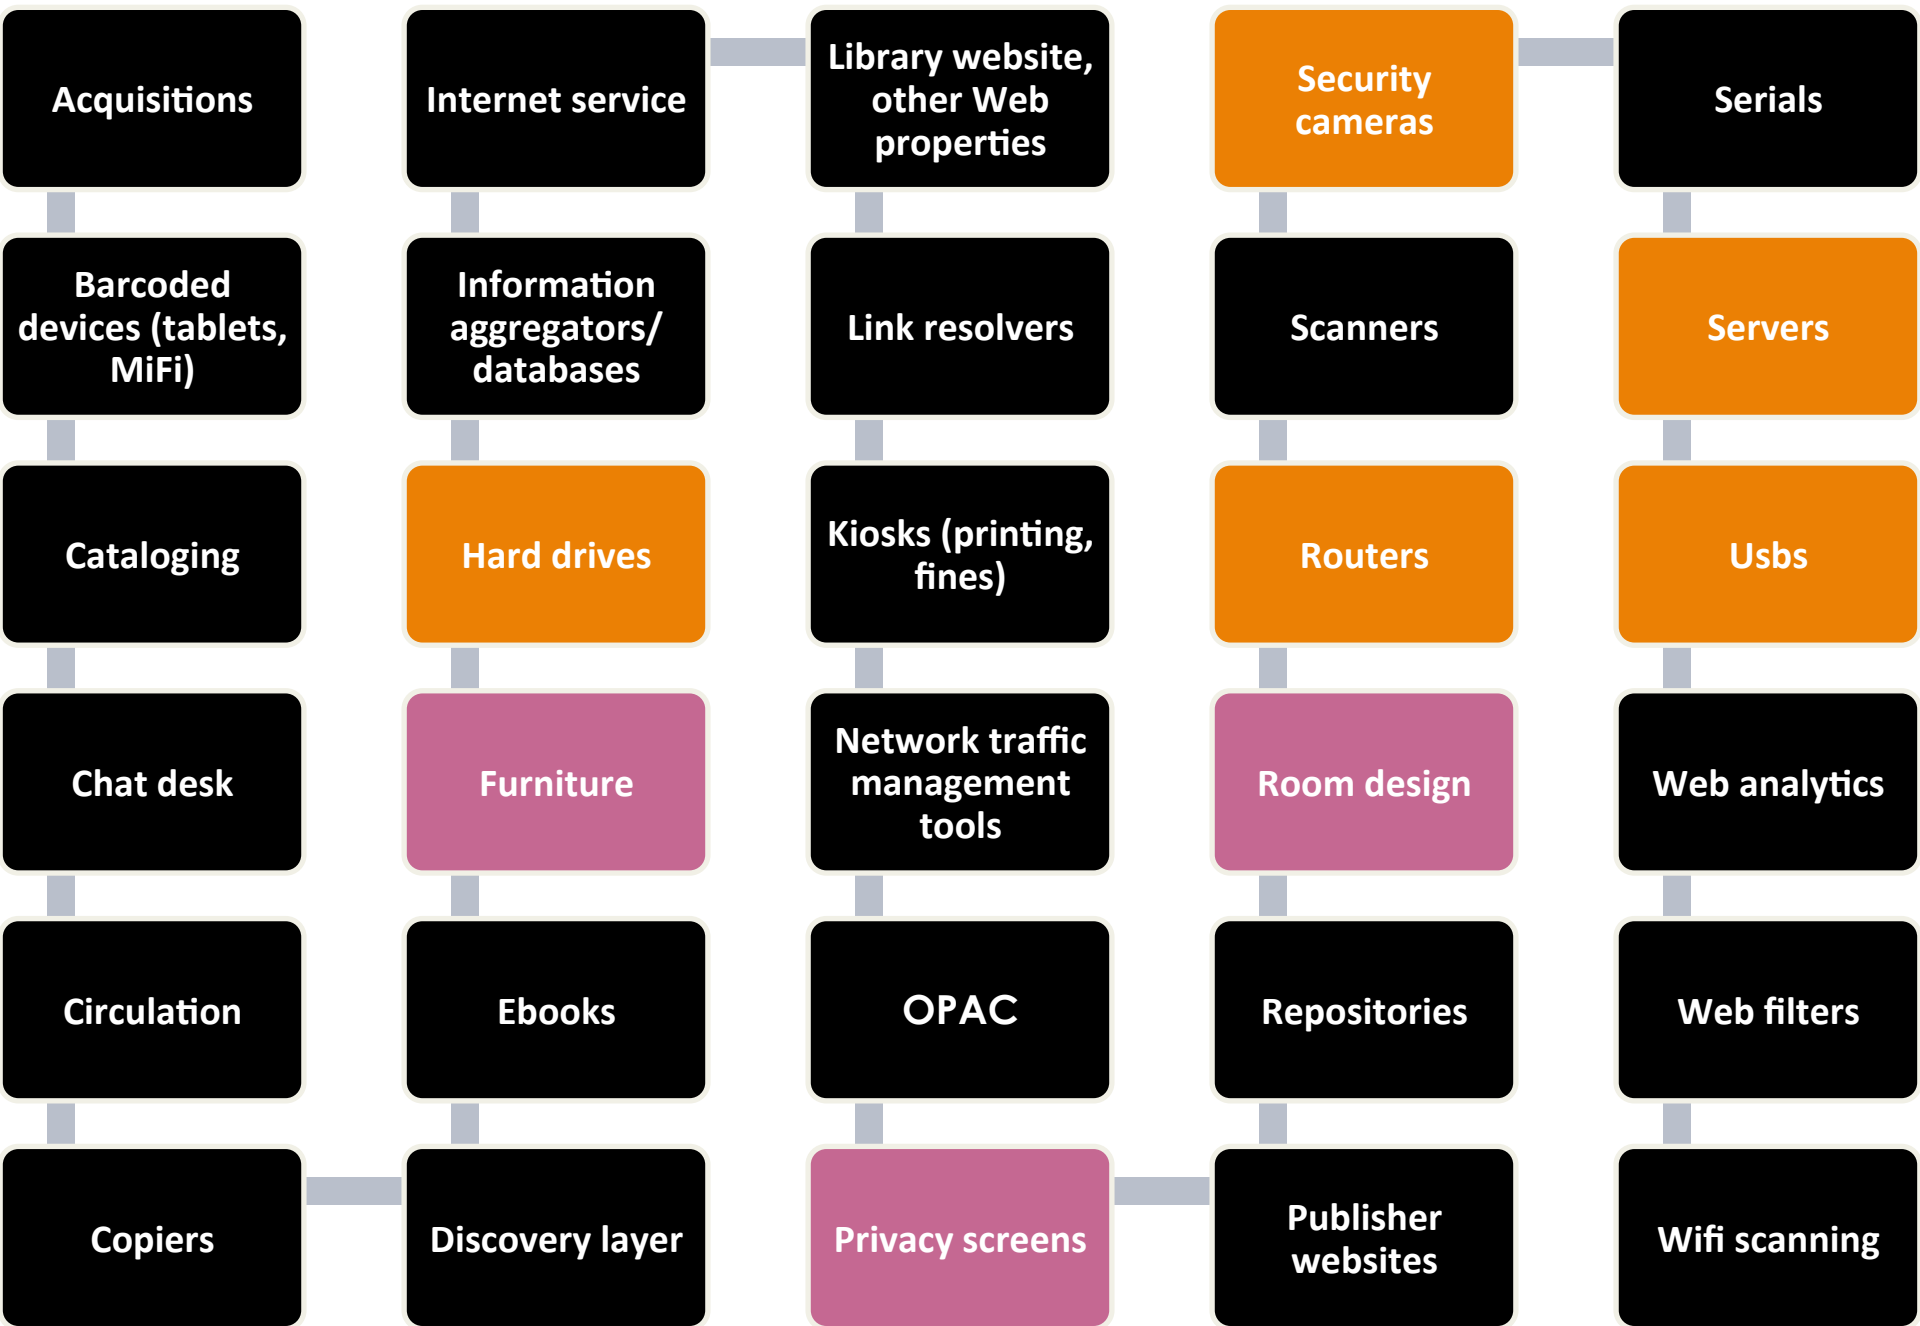 Acquisitions
Barcoded
devices (tablets,
MiFi)
Cataloging
Chat desk
Circulation
Copiers
Discovery layer
Ebooks
Furniture
Hard drives
Information
aggregators/
databases
Internet service
Library website,
other Web
properties
Link resolvers
Kiosks (printing,
fines)
Network traffic
management
tools
OPAC
Privacy screens
Publisher
websites
Repositories
Room design
Routers
Scanners
Security
cameras
Serials
Servers
Usbs
Web analytics
Web filters
Wifi scanning